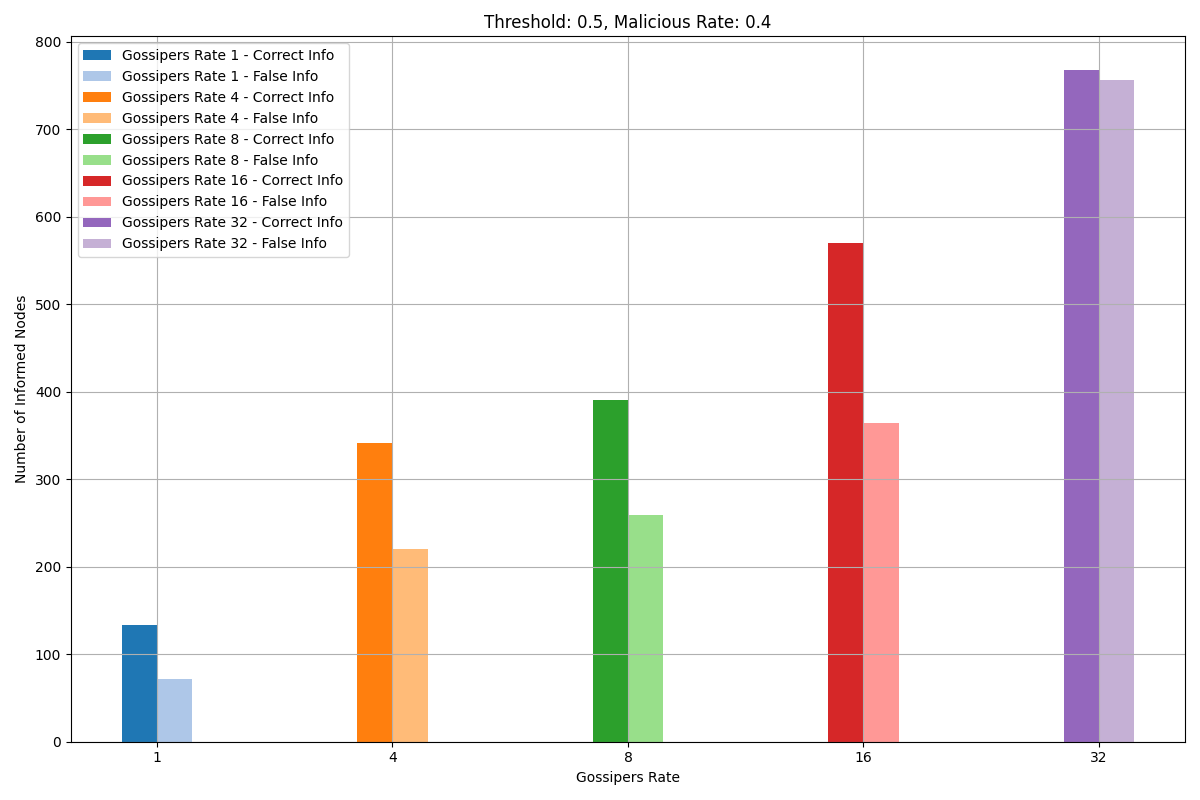 Threshold: 0.5, Malicious Rate: 0.4
800
700
600
500
400
300
200
100
0
Number of Informed Nodes
Gossipers Rate 1 - Correct Info
Gossipers Rate 1 - False Info
Gossipers Rate 4 - Correct Info
Gossipers Rate 4 - False Info
Gossipers Rate 8 - Correct Info
Gossipers Rate 8 - False Info
Gossipers Rate 16 - Correct Info
Gossipers Rate 16 - False Info
Gossipers Rate 32 - Correct Info
Gossipers Rate 32 - False Info
1 4 8 16 32
Gossipers Rate